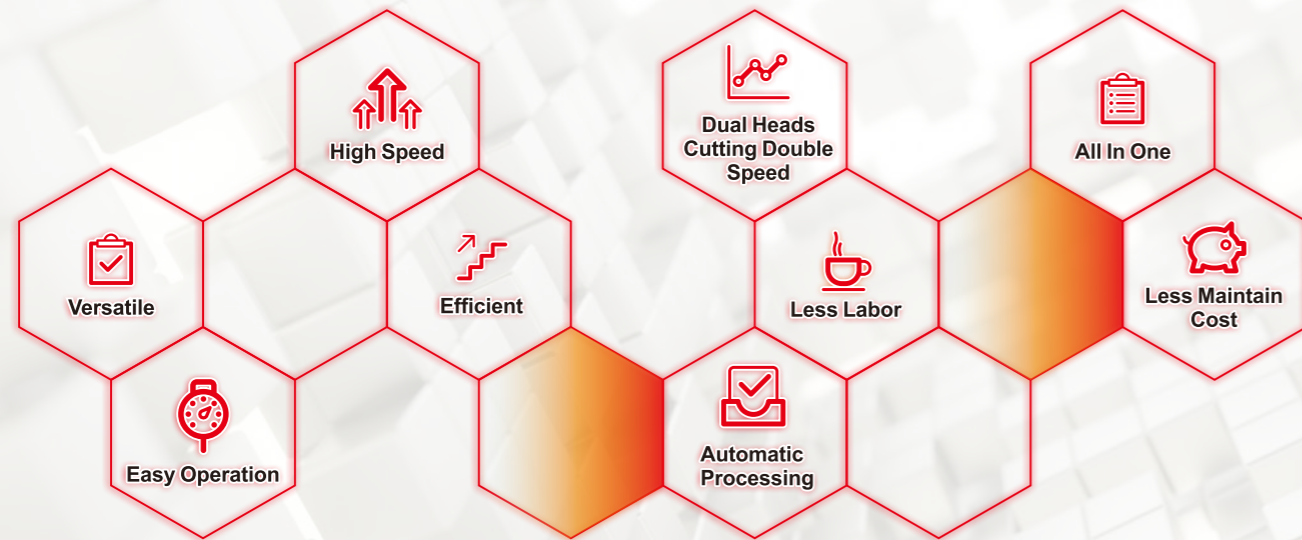 High Speed
Dual Heads
Cutting Double
Speed
All In One
Versatile
Efficient
Less Labor
Less Maintain
Cost
Easy Operation
Automatic
Processing